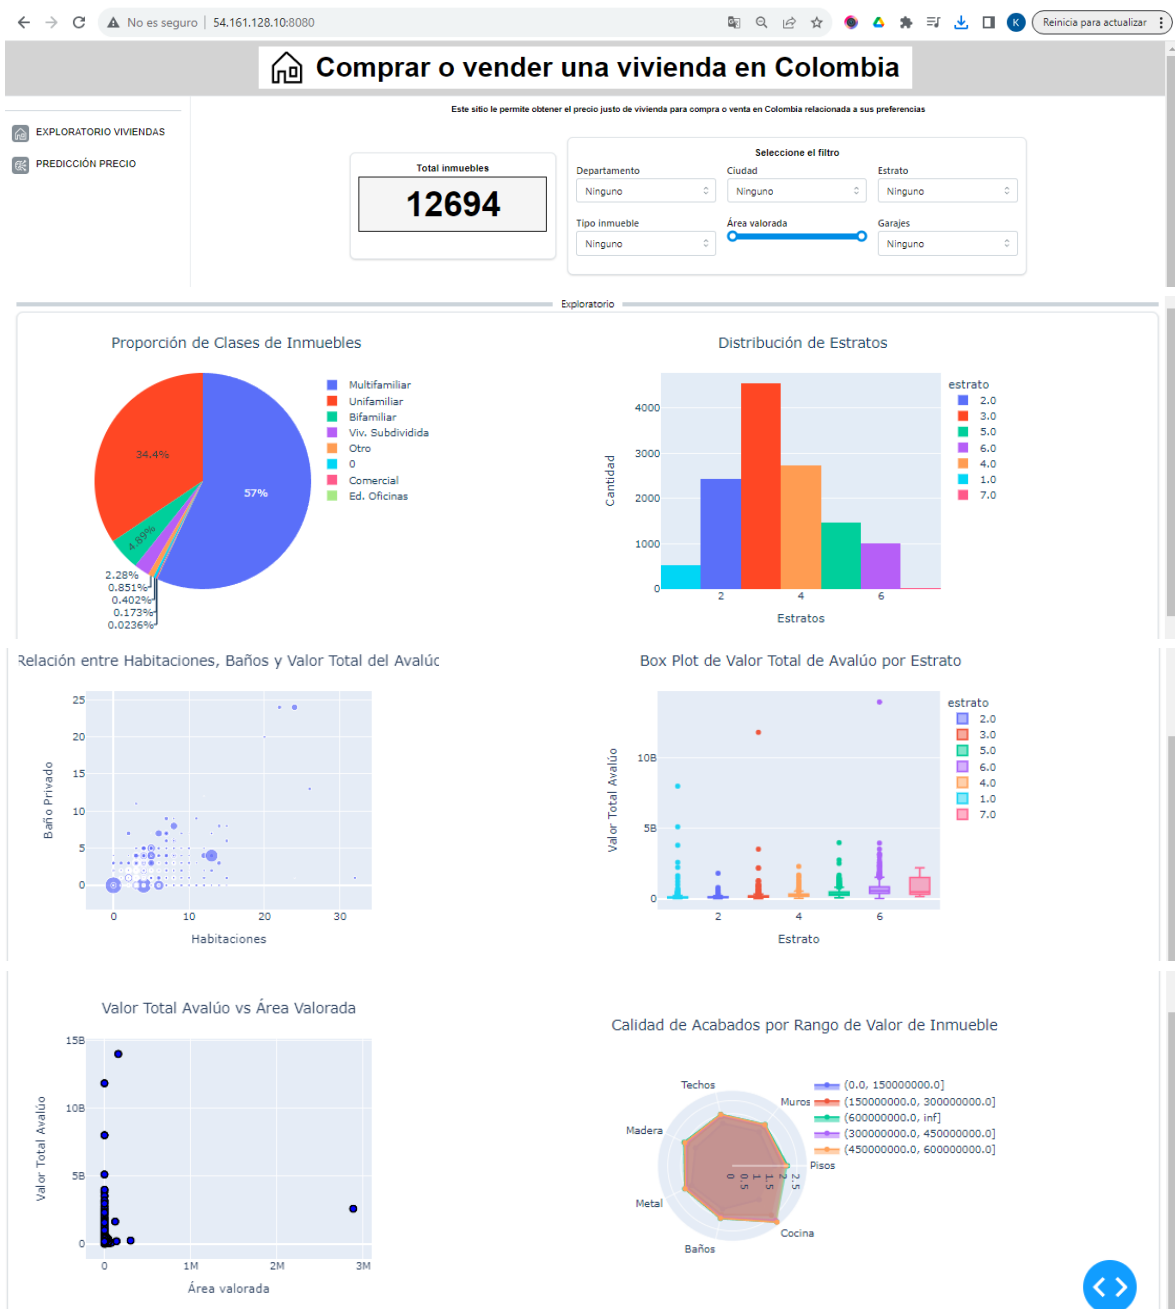 No es seguro 54.161.128.10:8080
K
Reinicia para actualizar
Comprar o vender una vivienda en Colombia
Este sitio le permite obtener el precio justo de vivienda para compra o venta en Colombia relacionada a sus preferencias
EXPLORATORIO VIVIENDAS
PREDICCIÓN PRECIO
Total inmuebles
12694
Seleccione el filtro
Departamento Ciudad Estrato
Ninguno Ninguno Ninguno
Tipo inmueble Área valorada Garajes
Ninguno Ninguno
Exploratorio
Proporción de Clases de Inmuebles
34.4%
57%
4.89%
2.28%
0.851%
0.402%
0.173%
0.0236%
Multifamiliar
Unifamiliar
Bifamiliar
Viv. Subdividida
Otro
0
Comercial
Ed. Oficinas
Distribución de Estratos
Cantidad
4000
3000
2000
1000
0
2 4 6
Estratos
estrato
2.0
3.0
5.0
6.0
4.0
1.0
7.0
Relación entre Habitaciones, Baños y Valor Total del Avalúo
Baño Privado
25
20
15
10
5
0
0 10 20 30
Habitaciones
Box Plot de Valor Total de Avalúo por Estrato
Valor Total Avalúo
10B
5B
0
2 4 6
Estrato
estrato
2.0
3.0
5.0
6.0
4.0
1.0
7.0
Valor Total Avalúo vs Área Valorada
Valor Total Avalúo
15B
10B
5B
0
0 1M 2M 3M
Área valorada
Calidad de Acabados por Rango de Valor de Inmueble
Techos
Muros
Madera
Pisos
Metal
Cocina
Baños
0 0.5 1 1.5 2 2.5
(0.0, 150000000.0]
(150000000.0, 300000000.0]
(600000000.0, inf]
(300000000.0, 450000000.0]
(450000000.0, 600000000.0]